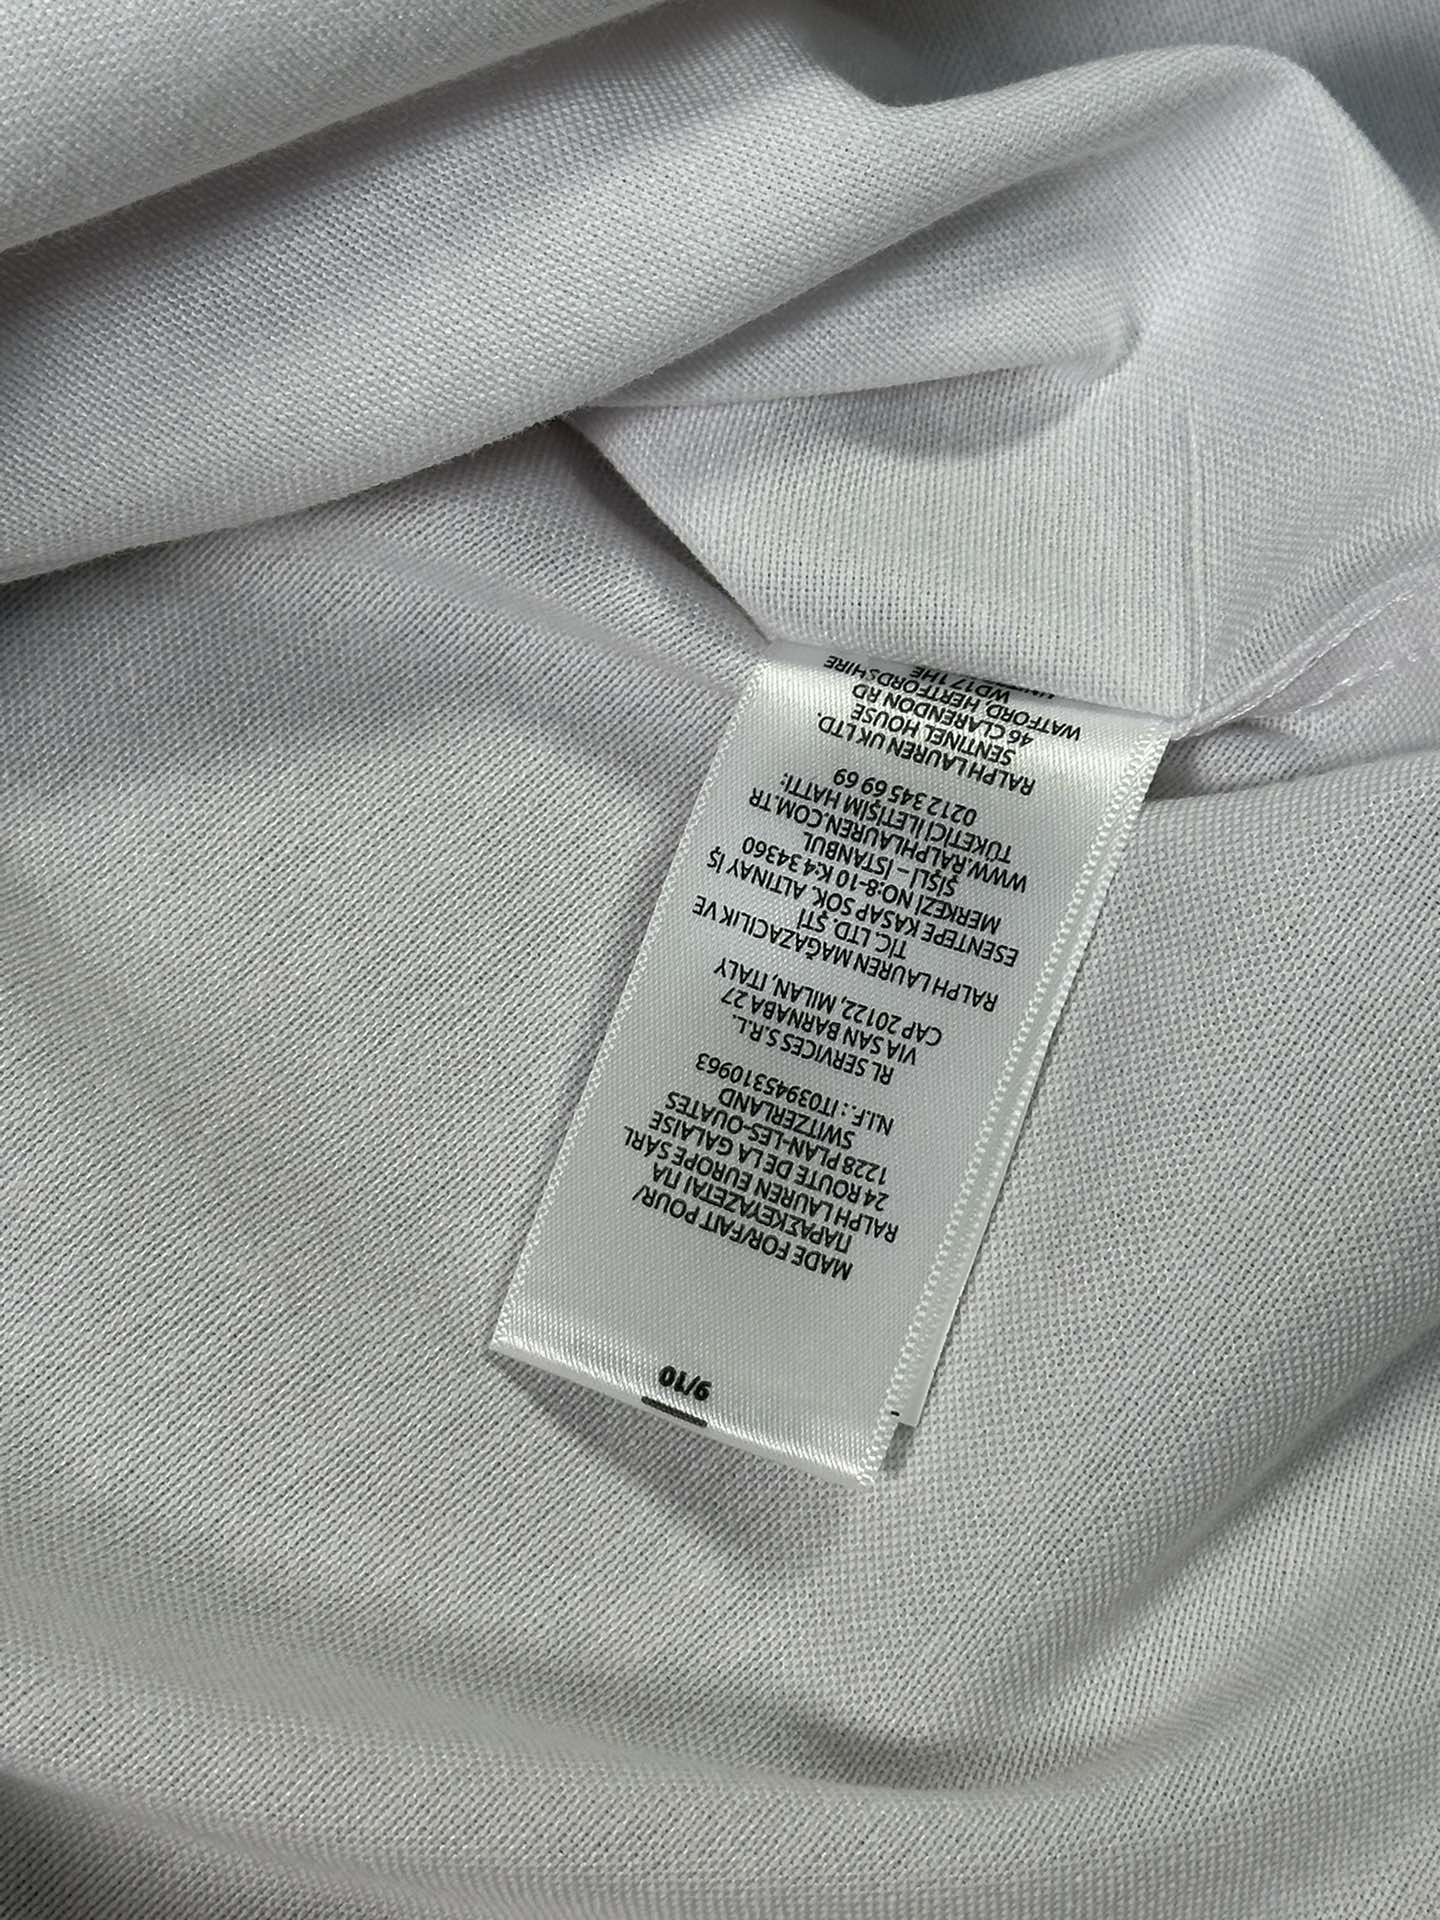 9/10
MADE FOR/FAIT POUR/
ΠΑΡΑΣΚΕΥΑΖΕΤΑΙ ΠΑ
RALPH LAUREN EUROPE SÁRL
24 ROUTE DE LA GALAISE
1228 PLAN-LES-OUATES
SWITZERLAND
N.I.F.: IT03945310963
RL SERVICES S.R.L.
VIA SAN BARNABA 27
CAP 20122, MILAN, ITALY
RALPH LAUREN MAĞAZACILIK VE
TİC. LTD. ŞTİ
ESENTEPE KASAP SOK. ALTINAY İŞ
MERKEZİ NO:8-10 K:4 34360
ŞİŞLİ – İSTANBUL
WWW.RALPHLAUREN.COM.TR
TÜKETİCİ İLETİŞİM HATTI:
0212 345 69 69
RALPH LAUREN UK LTD.
SENTINEL HOUSE
46 CLARENDON RD
WATFORD, HERTFORDSHIRE
WD17 1HE